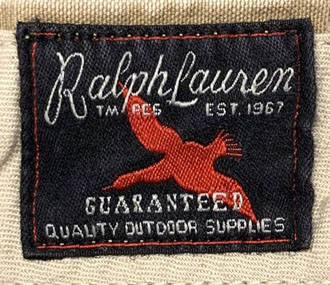 Ralph Lauren
TM REG EST. 1967
GUARANTEED
QUALITY OUTDOOR SUPPLIES